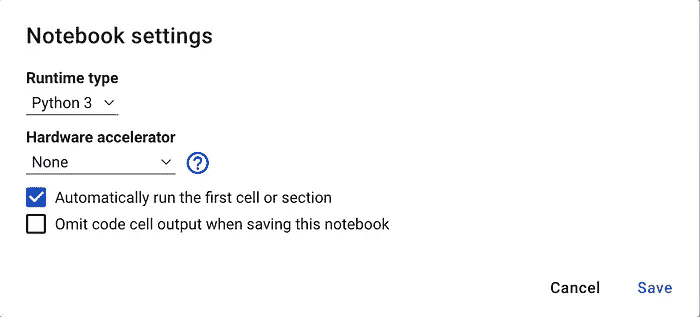 Notebook settings
Runtime type
Python 3
Hardware accelerator
None
?
Automatically run the first cell or section
Omit code cell output when saving this notebook
Cancel Save